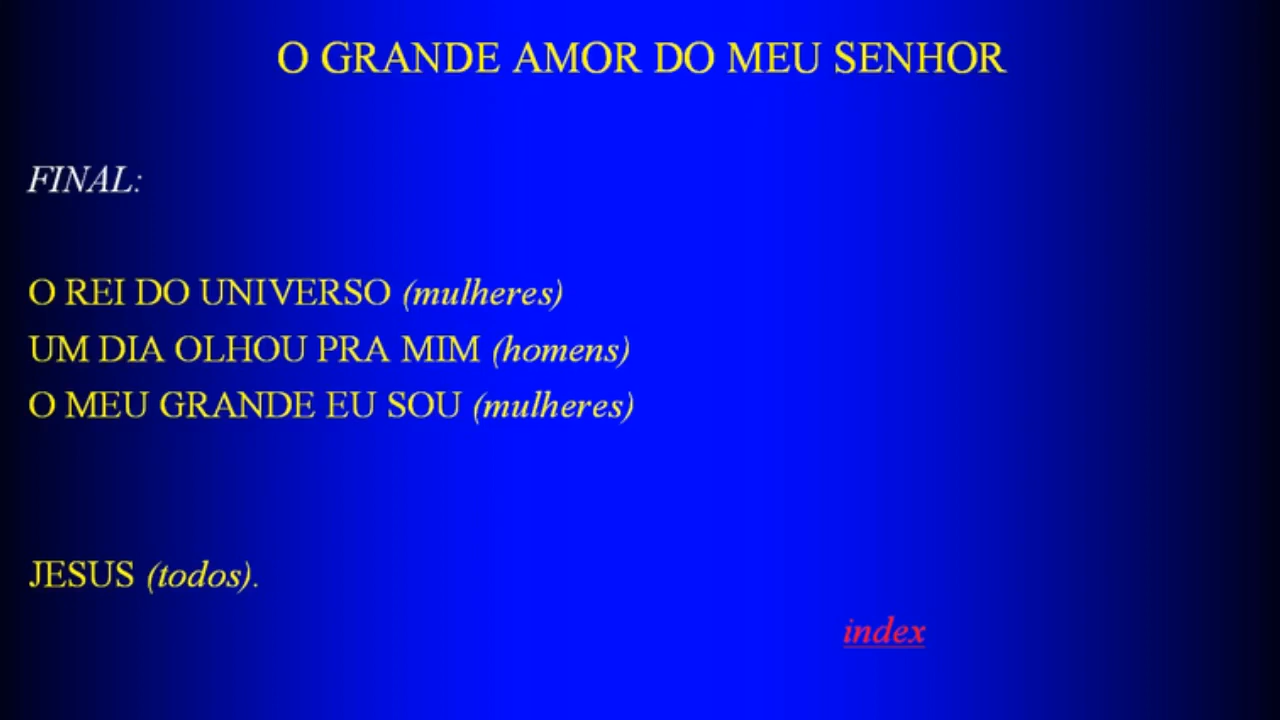 O GRANDE AMOR DO MEU SENHOR
FINAL:
O REI DO UNIVERSO (mulheres)
UM DIA OLHOU PRA MIM (homens)
O MEU GRANDE EU SOU (mulheres)
JESUS (todos).
index